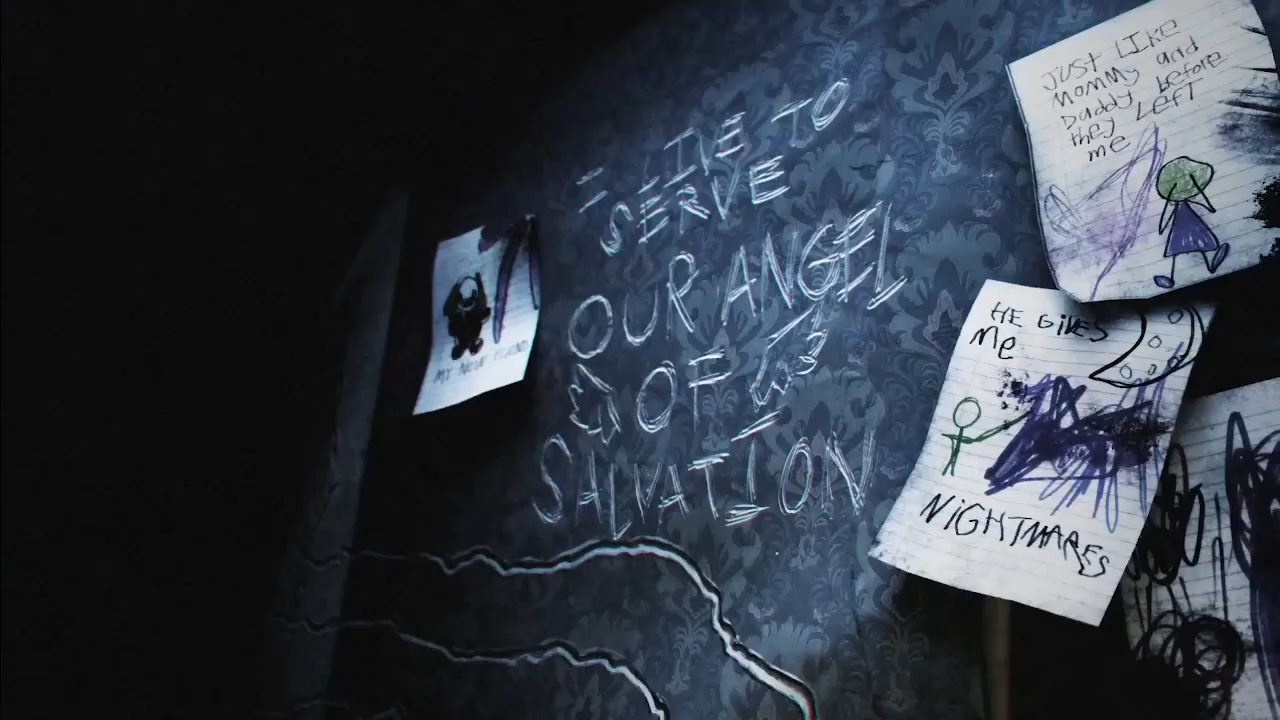 MY NEW FRIEND
I LIVE TO
SERVE
OUR ANGEL
OF
SALVATION
JUST LIKE
MOMMY and
Daddy before
they LEFT
me
HE GIVES
Me
NIGHTMARES